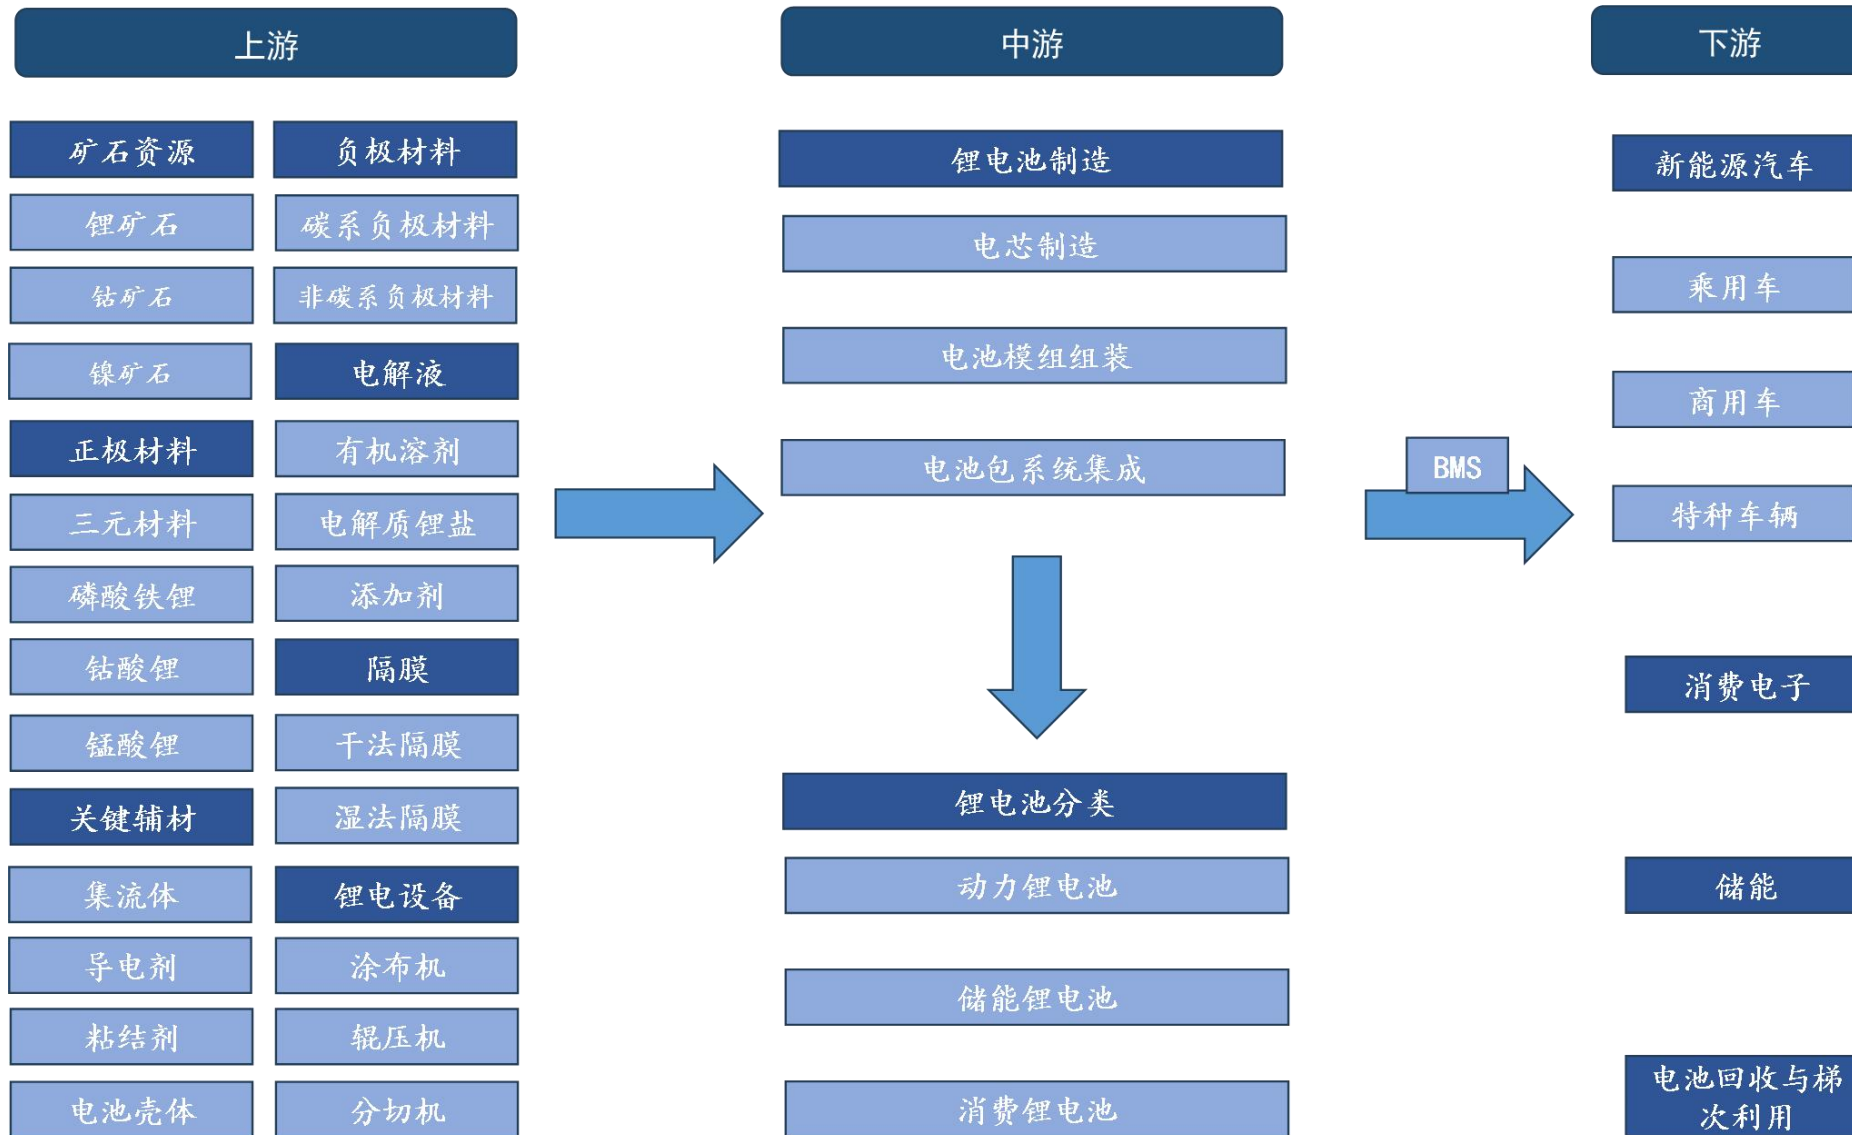 上游
矿石资源
锂矿石
钴矿石
镍矿石
正极材料
三元材料
磷酸铁锂
钴酸锂
锰酸锂
关键辅材
集流体
导电剂
粘结剂
电池壳体
负极材料
碳系负极材料
非碳系负极材料
电解液
有机溶剂
电解质锂盐
添加剂
隔膜
干法隔膜
湿法隔膜
锂电设备
涂布机
辊压机
分切机
中游
锂电池制造
电芯制造
电池模组组装
电池包系统集成
锂电池分类
动力锂电池
储能锂电池
消费锂电池
BMS
下游
新能源汽车
乘用车
商用车
特种车辆
消费电子
储能
电池回收与梯
次利用